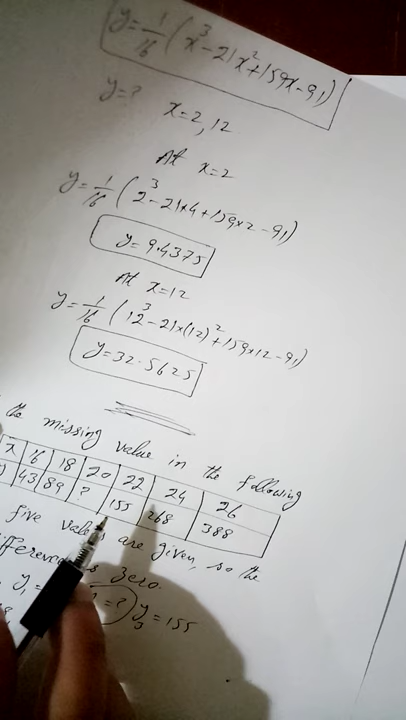 y = 1/16 (x³ - 21x² + 159x - 91)
y = ?
x = 2, 12
At x = 2
y = 1/16 (2³ - 21×4 + 159×2 - 91)
y = 9.4375
At x = 12
y = 1/16 (12³ - 21×(12)² + 159×12 - 91)
y = 32.5625
the missing value in the following
x 16 18 20 22 24 26
43 89 ? 155 268 388
five values are given, so the
zero.
y₁ = = ? y₃ = 155